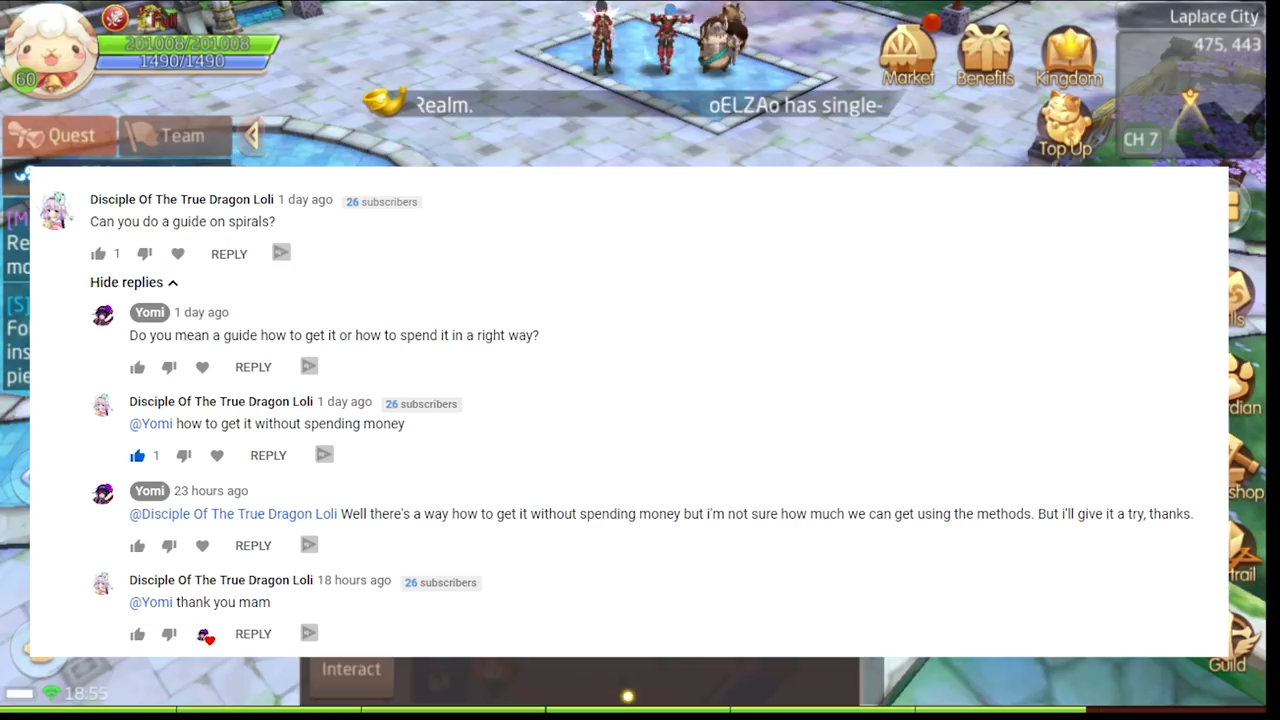 Laplace City
201008/201008
475, 443
1490/1490
60
Market
Benefits
Kingdom
Realm.
oELZAo has single-
Quest
Team
Top Up
CH 7
Disciple Of The True Dragon Loli 1 day ago 26 subscribers
Can you do a guide on spirals?
1 REPLY
Hide replies
Yomi 1 day ago
Do you mean a guide how to get it or how to spend it in a right way?
REPLY
Disciple Of The True Dragon Loli 1 day ago 26 subscribers
@Yomi how to get it without spending money
1 REPLY
Yomi 23 hours ago
@Disciple Of The True Dragon Loli Well there's a way how to get it without spending money but i'm not sure how much we can get using the methods. But i'll give it a try, thanks.
REPLY
Disciple Of The True Dragon Loli 18 hours ago 26 subscribers
@Yomi thank you mam
REPLY
Interact
Guild
18:55